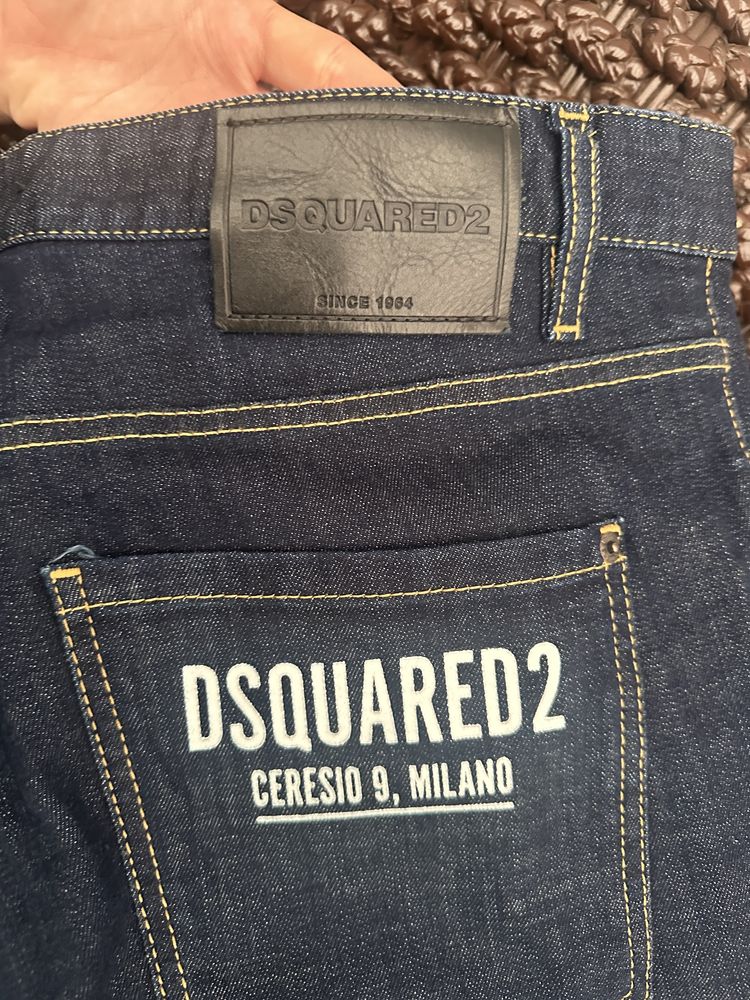 DSQUARED2
SINCE 1964
DSQUARED2
CERESIO 9, MILANO